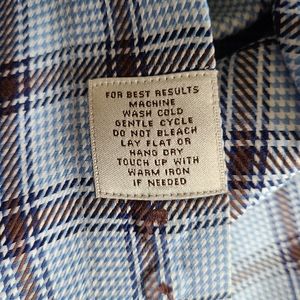 FOR BEST RESULTS
MACHINE
WASH COLD
GENTLE CYCLE
DO NOT BLEACH
LAY FLAT OR
HANG DRY
TOUCH UP WITH
WARM IRON
IF NEEDED